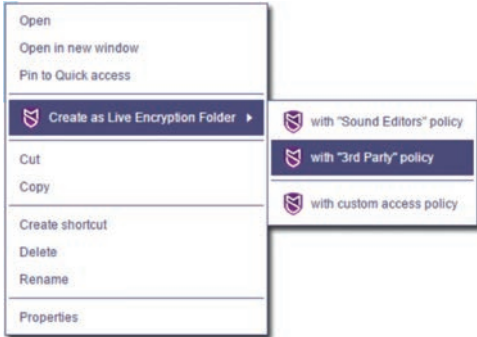 Open
Open in new window
Pin to Quick access
Create as Live Encryption Folder
Cut
Copy
Create shortcut
Delete
Rename
Properties
with "Sound Editors" policy
with "3rd Party" policy
with custom access policy